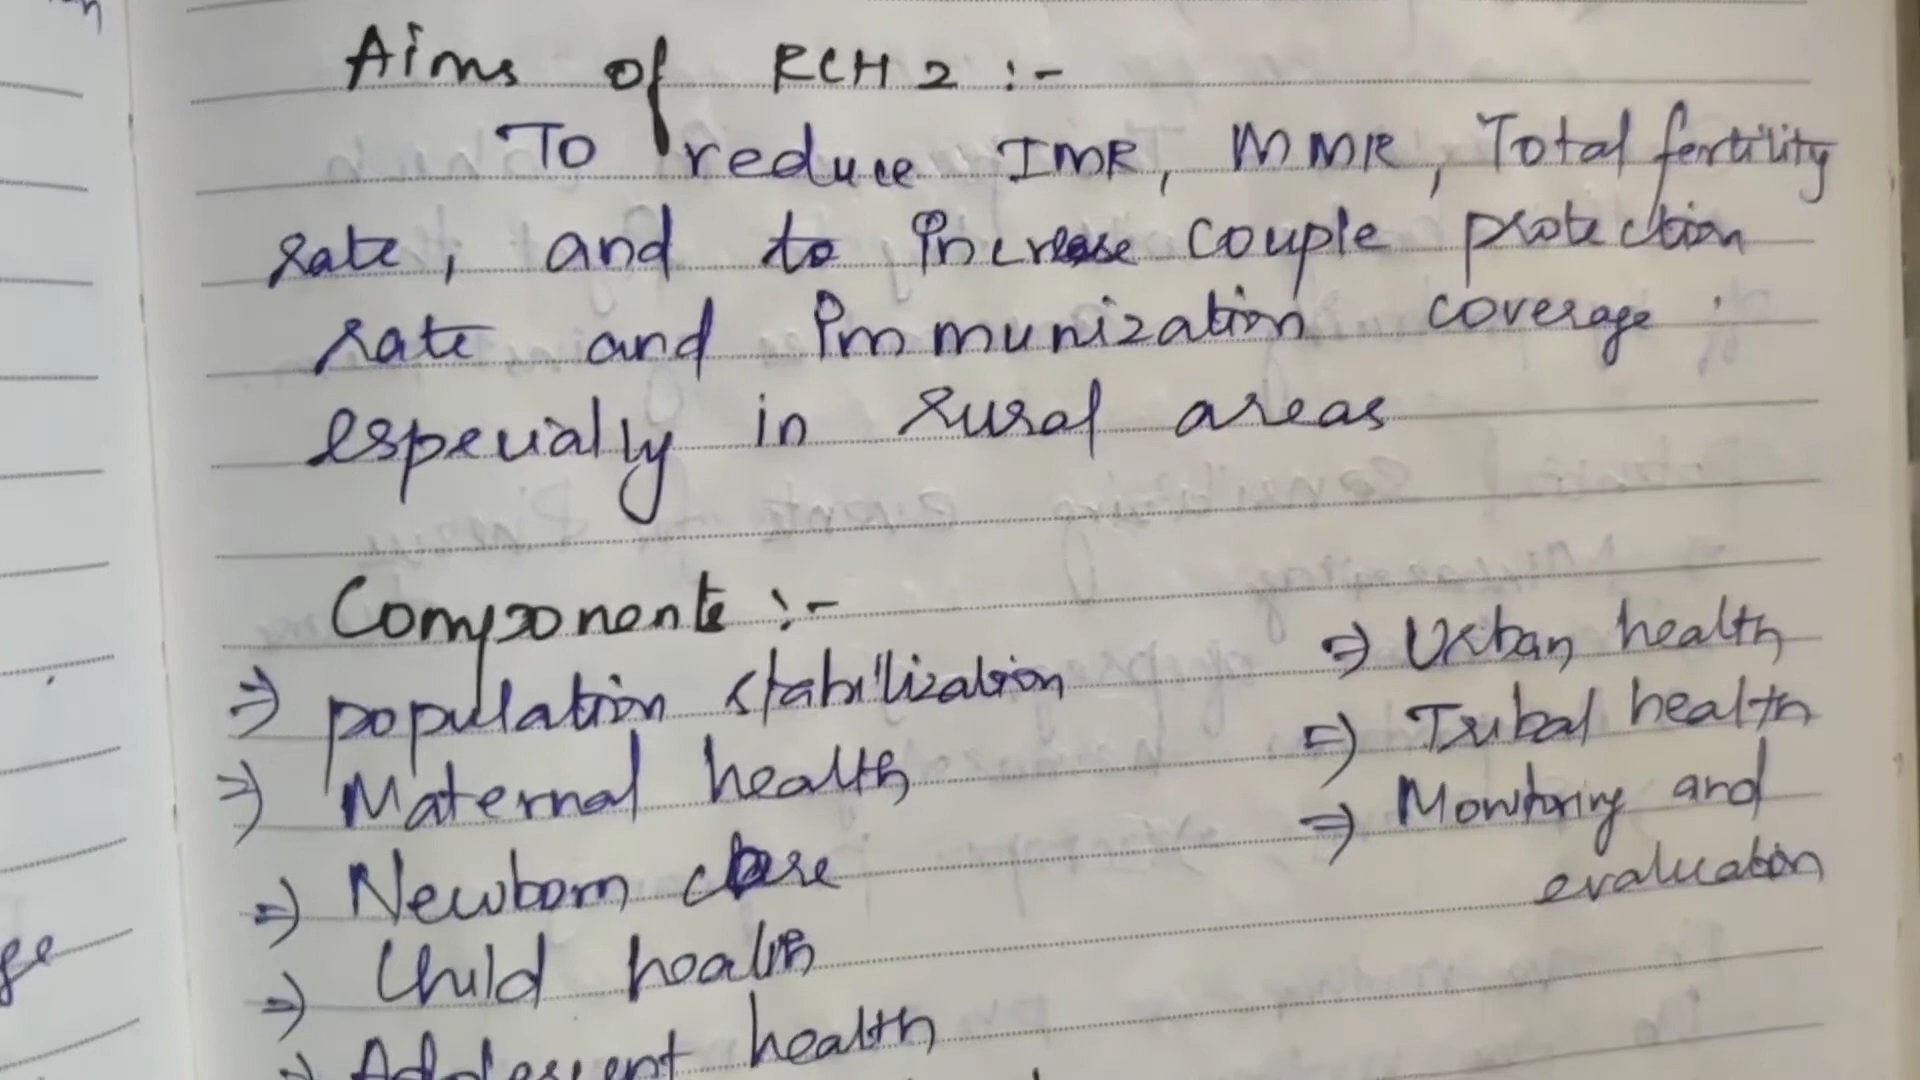 Aims of RCH 2 :-
To reduce IMR, MMR, Total fertility
rate, and to increase couple protection
rate and immunization coverage
especially in rural areas
Components :-
⇒ population stabilization
⇒ Maternal health
⇒ Newborn care
⇒ Child health
⇒ Adolescent health
⇒ Urban health
⇒ Tribal health
⇒ Monitoring and
evaluation